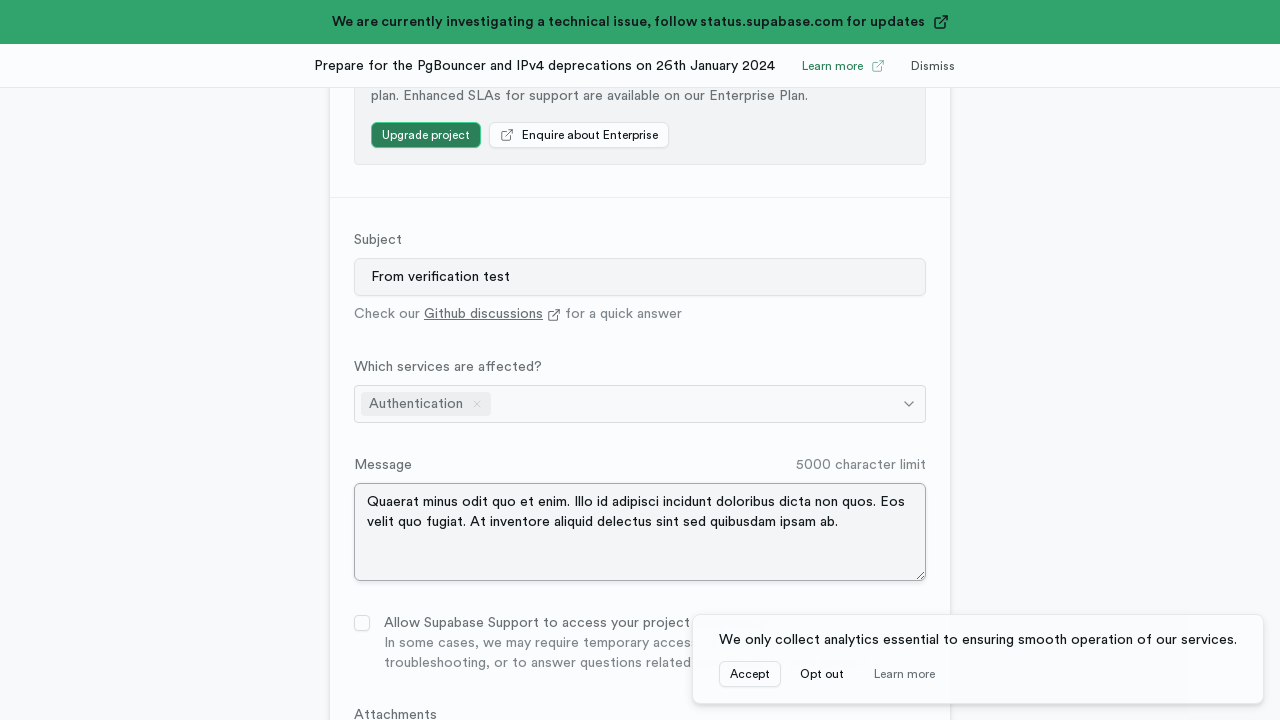 We are currently investigating a technical issue, follow status.supabase.com for updates
Prepare for the PgBouncer and IPv4 deprecations on 26th January 2024
Learn more
Dismiss
plan. Enhanced SLAs for support are available on our Enterprise Plan.
Upgrade project
Enquire about Enterprise
Subject
From verification test
Check our Github discussions for a quick answer
Which services are affected?
Authentication
Message
5000 character limit
Quaerat minus odit quo et enim. Illo id adipisci incidunt doloribus dicta non quos. Eos
velit quo fugiat. At inventore aliquid delectus sint sed quibusdam ipsam ab.
Allow Supabase Support to access your project
In some cases, we may require temporary
troubleshooting, or to answer questions related
We only collect analytics essential to ensuring smooth operation of our services.
Accept
Opt out
Learn more
Attachments